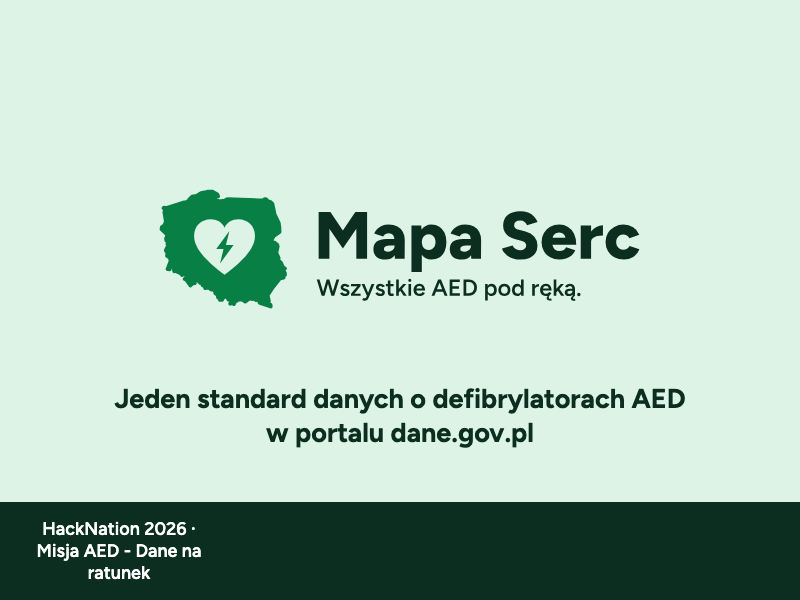 Mapa Serc
Wszystkie AED pod ręką.
Jeden standard danych o defibrylatorach AED
w portalu dane.gov.pl
HackNation 2026 ·
Misja AED - Dane na
ratunek